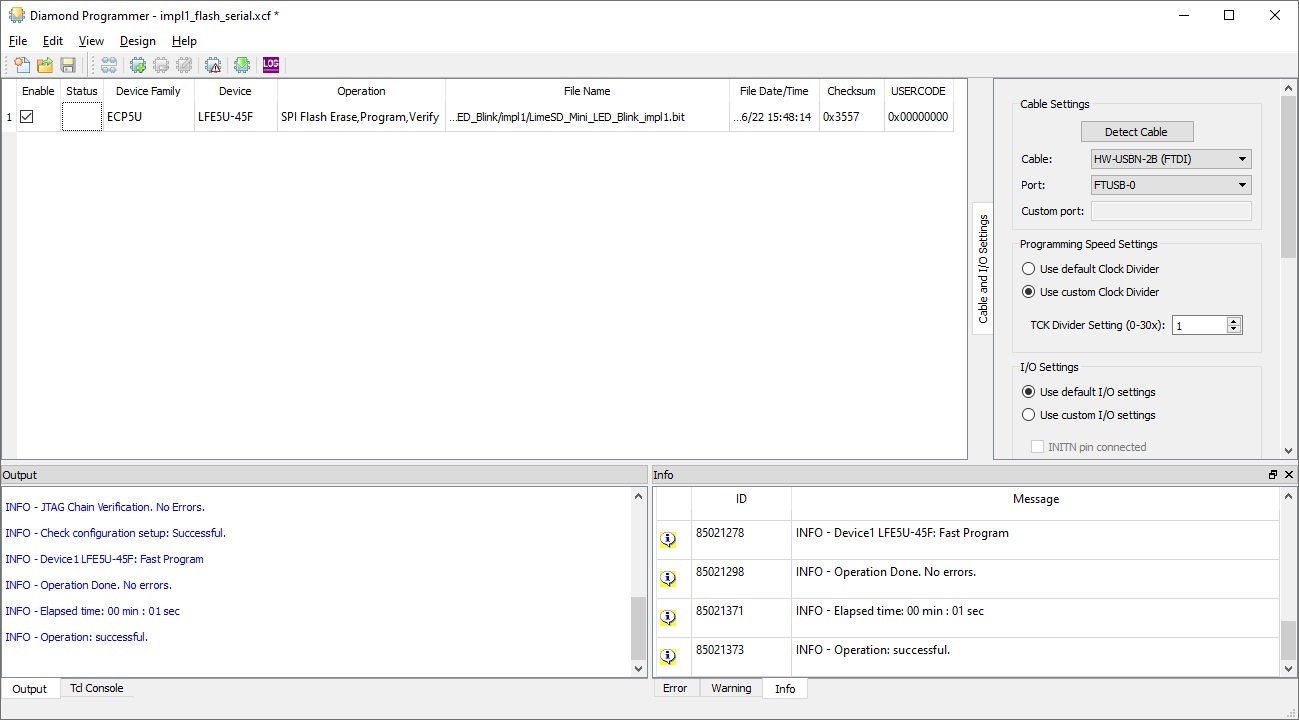 Diamond Programmer - impl1_flash_serial.xcf *
File Edit View Design Help
LOG
Enable Status Device Family Device Operation File Name File Date/Time Checksum USERCODE
1 ECP5U LFE5U-45F SPI Flash Erase,Program,Verify ...ED_Blink/impl1/LimeSD_Mini_LED_Blink_impl1.bit ...6/22 15:48:14 0x3557 0x00000000
Cable and I/O Settings
Cable Settings
Detect Cable
Cable: HW-USBN-2B (FTDI)
Port: FTUSB-0
Custom port:
Programming Speed Settings
Use default Clock Divider
Use custom Clock Divider
TCK Divider Setting (0-30x): 1
I/O Settings
Use default I/O settings
Use custom I/O settings
INITN pin connected
Output
INFO - JTAG Chain Verification. No Errors.
INFO - Check configuration setup: Successful.
INFO - Device1 LFE5U-45F: Fast Program
INFO - Operation Done. No errors.
INFO - Elapsed time: 00 min : 01 sec
INFO - Operation: successful.
Output Tcl Console
Info
ID Message
85021278 INFO - Device1 LFE5U-45F: Fast Program
85021298 INFO - Operation Done. No errors.
85021371 INFO - Elapsed time: 00 min : 01 sec
85021373 INFO - Operation: successful.
Error Warning Info